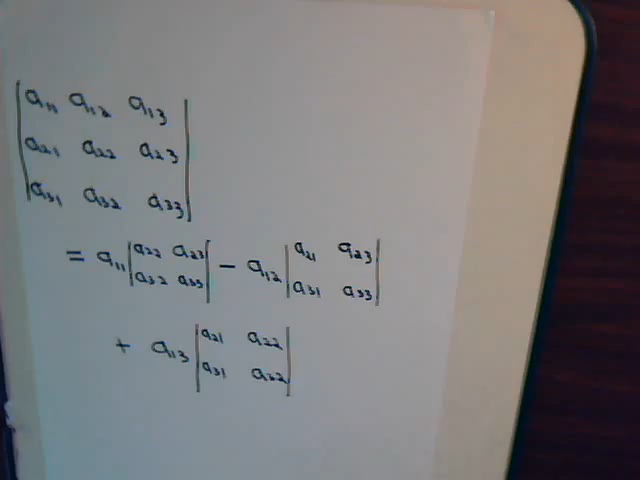 |a₁₁ a₁₂ a₁₃|
|a₂₁ a₂₂ a₂₃|
|a₃₁ a₃₂ a₃₃|
= a₁₁ |a₂₂ a₂₃| − a₁₂ |a₂₁ a₂₃|
|a₃₂ a₃₃| |a₃₁ a₃₃|
+ a₁₃ |a₂₁ a₂₂|
|a₃₁ a₃₂|